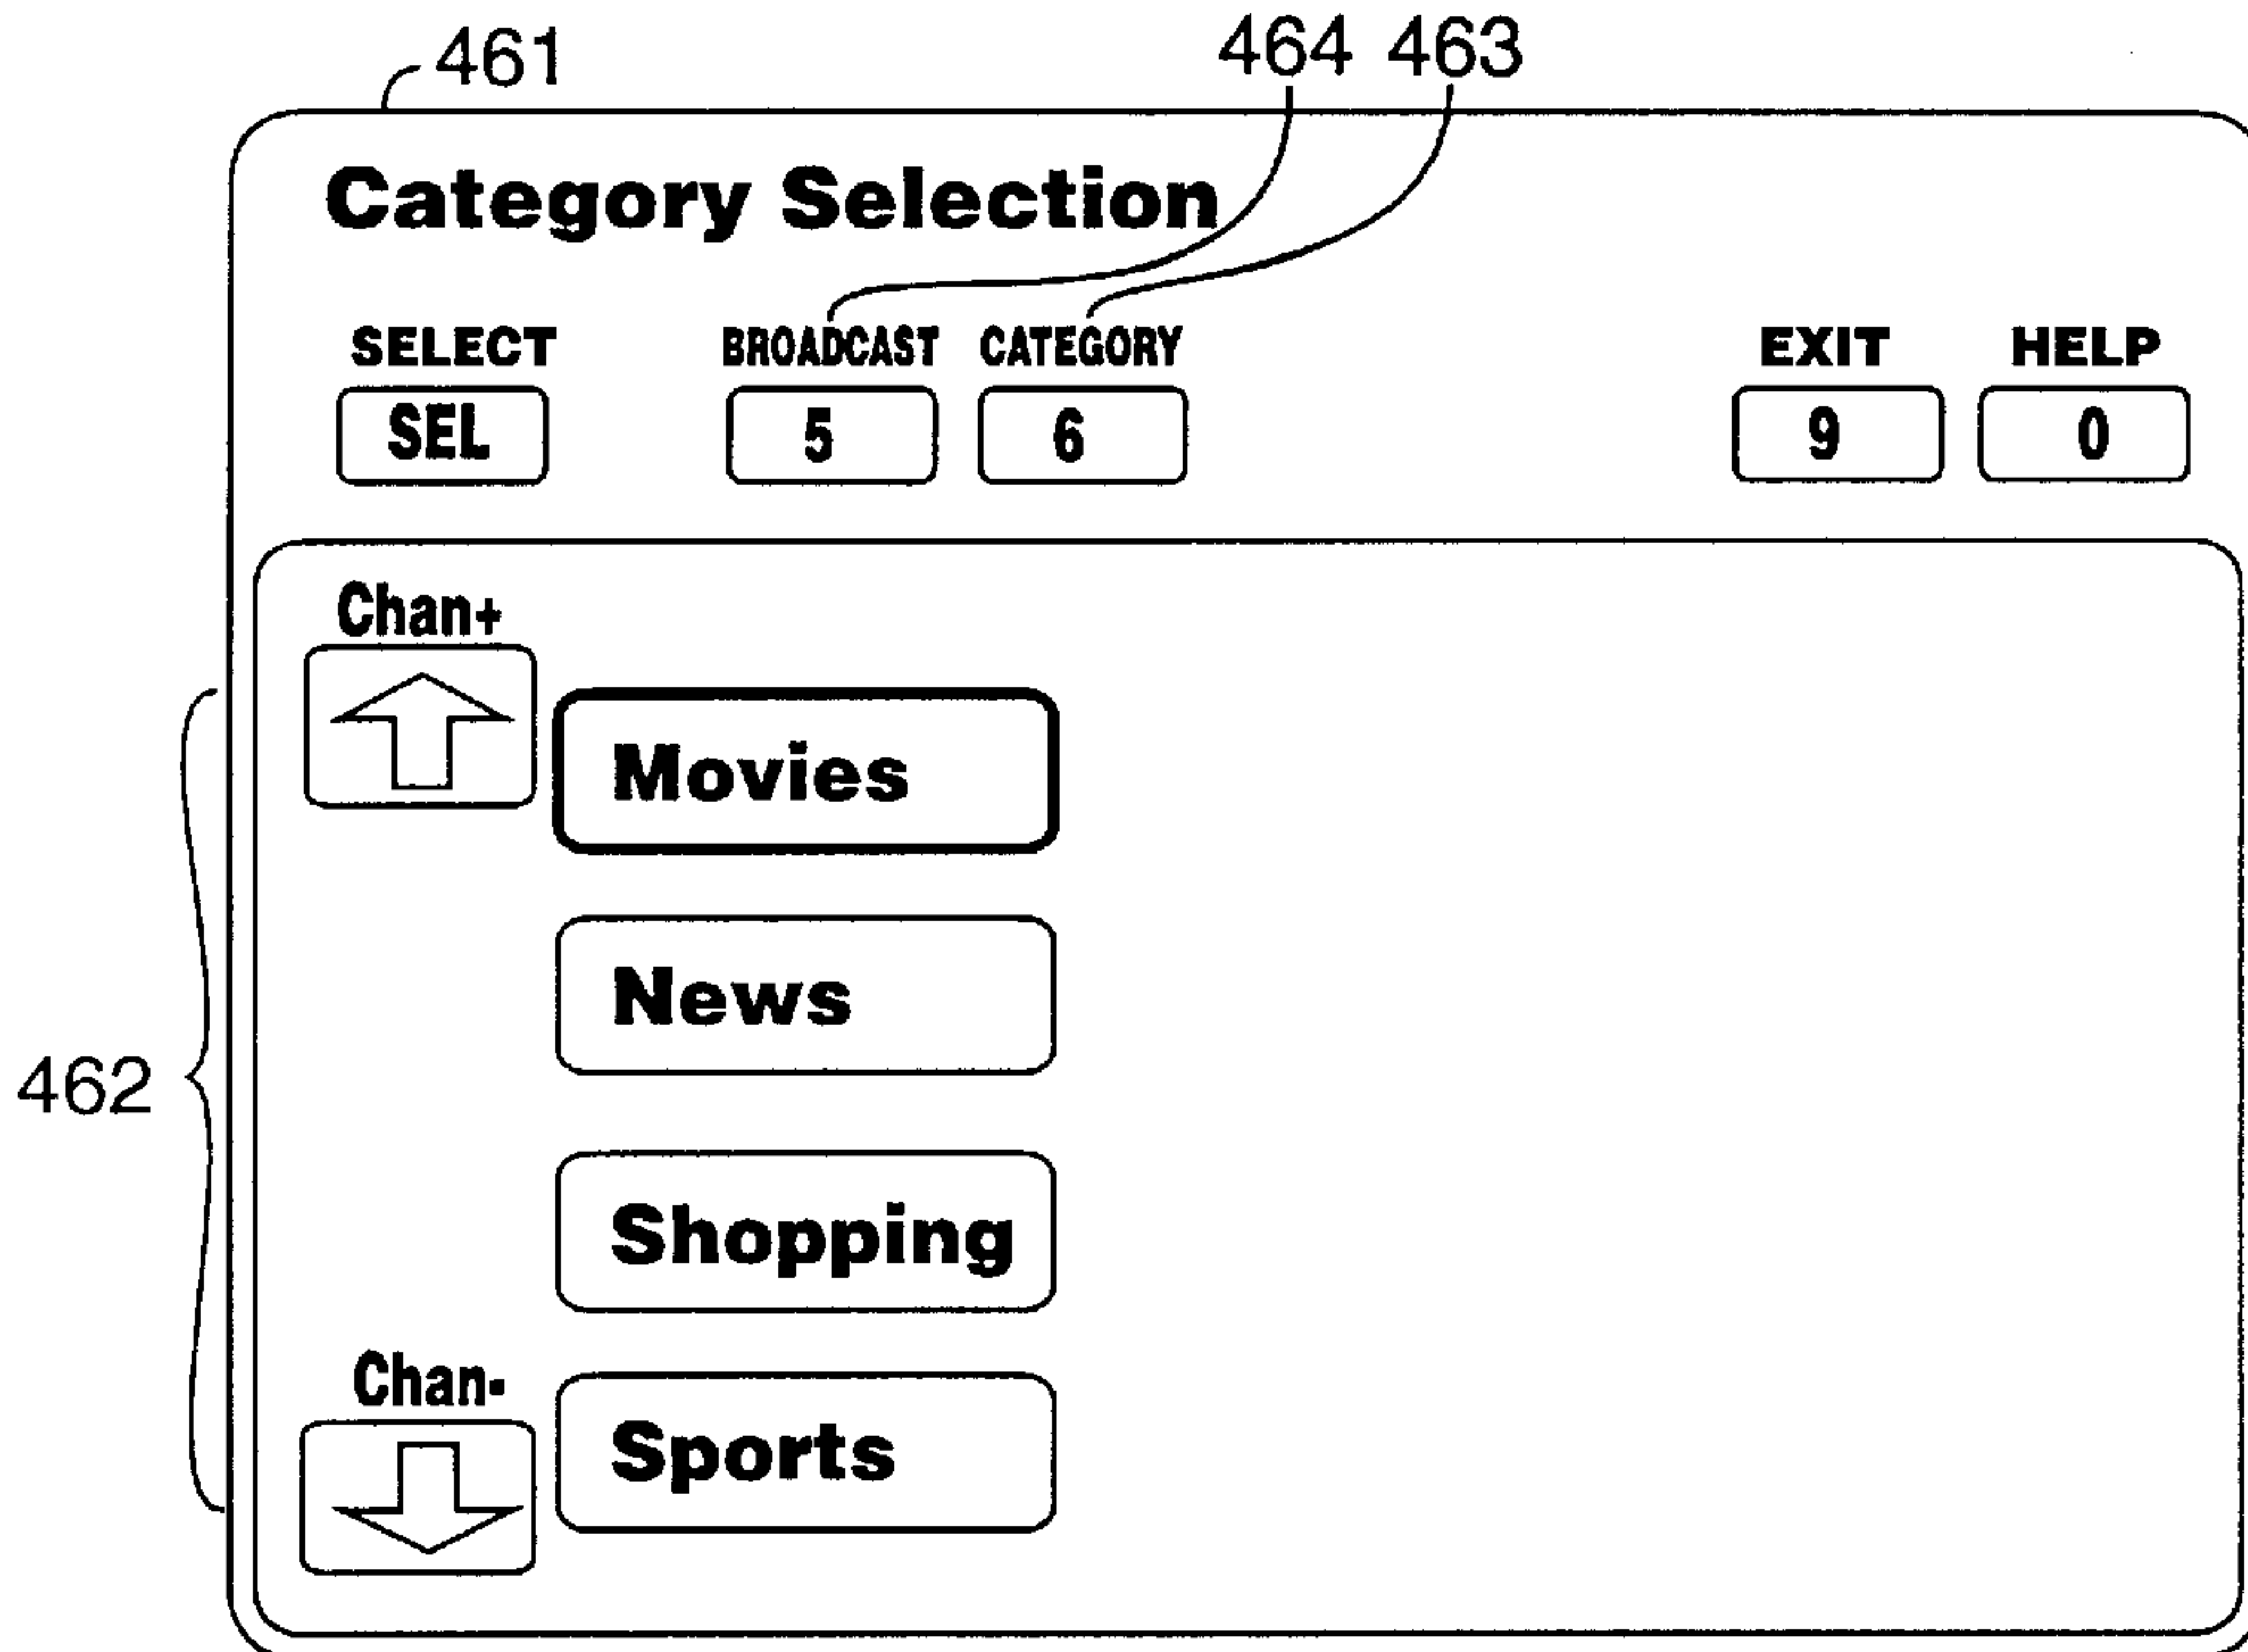 461
464 463
Category Selection
SELECT BROADCAST CATEGORY EXIT HELP
SEL 5 6 9 0
Chan+
Movies
News
462
Shopping
Chan-
Sports